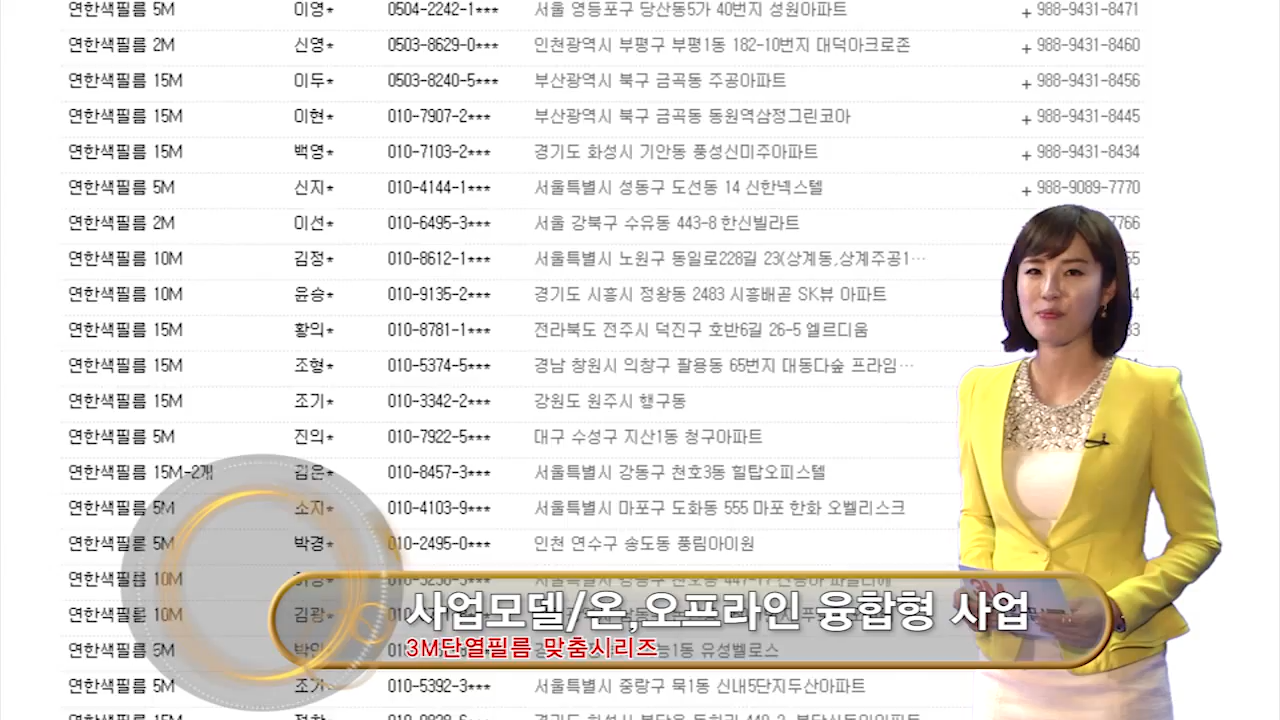 연한색필름 5M 이영* 0504-2242-1*** 서울 영등포구 당산동5가 40번지 성원아파트 + 988-9431-8471
연한색필름 2M 신영* 0503-8629-0*** 인천광역시 부평구 부평1동 182-10번지 대덕아크로존 + 988-9431-8460
연한색필름 15M 이두* 0503-8240-5*** 부산광역시 북구 금곡동 주공아파트 + 988-9431-8456
연한색필름 15M 이현* 010-7907-2*** 부산광역시 북구 금곡동 동원역삼정그린코아 + 988-9431-8445
연한색필름 15M 백영* 010-7103-2*** 경기도 화성시 기안동 풍성신미주아파트 + 988-9431-8434
연한색필름 5M 신지* 010-4144-1*** 서울특별시 성동구 도선동 14 신한넥스텔 + 988-9089-7770
연한색필름 2M 이선* 010-6495-3*** 서울 강북구 수유동 443-8 한신빌라트 7766
연한색필름 10M 김정* 010-8612-1*** 서울특별시 노원구 동일로228길 23(상계동,상계주공1… 55
연한색필름 10M 윤승* 010-9135-2*** 경기도 시흥시 정왕동 2483 시흥배곧 SK뷰 아파트 4
연한색필름 15M 황의* 010-8781-1*** 전라북도 전주시 덕진구 호반6길 26-5 엘르디움 33
연한색필름 15M 조형* 010-5374-5*** 경남 창원시 의창구 팔용동 65번지 대동다숲 프라임…
연한색필름 15M 조기* 010-3342-2*** 강원도 원주시 행구동
연한색필름 5M 진의* 010-7922-5*** 대구 수성구 지산1동 청구아파트
연한색필름 15M-2개 김은* 010-8457-3*** 서울특별시 강동구 천호3동 힐탑오피스텔
연한색필름 5M 소지* 010-4103-9*** 서울특별시 마포구 도화동 555 마포 한화 오벨리스크
연한색필름 5M 박경* 010-2495-0*** 인천 연수구 송도동 풍림아이원
연한색필름 10M
연한색필름 10M 김광*
사업모델/온,오프라인 융합형 사업
연한색필름 5M 박인*
3M단열필름 맞춤시리즈
유성벨로스
연한색필름 5M 조가* 010-5392-3*** 서울특별시 중랑구 묵1동 신내5단지두산아파트
연한색필름 15M